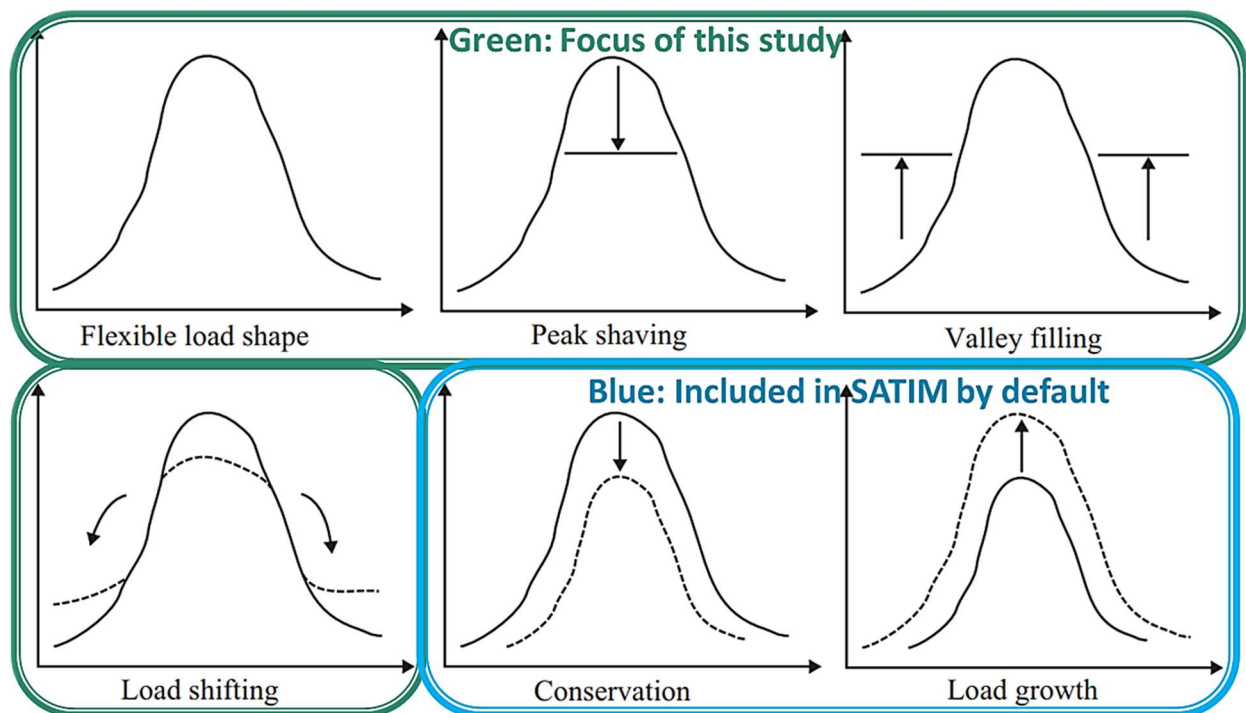 Green: Focus of this study
Flexible load shape
Peak shaving
Valley filling
Blue: Included in SATIM by default
Load shifting
Conservation
Load growth